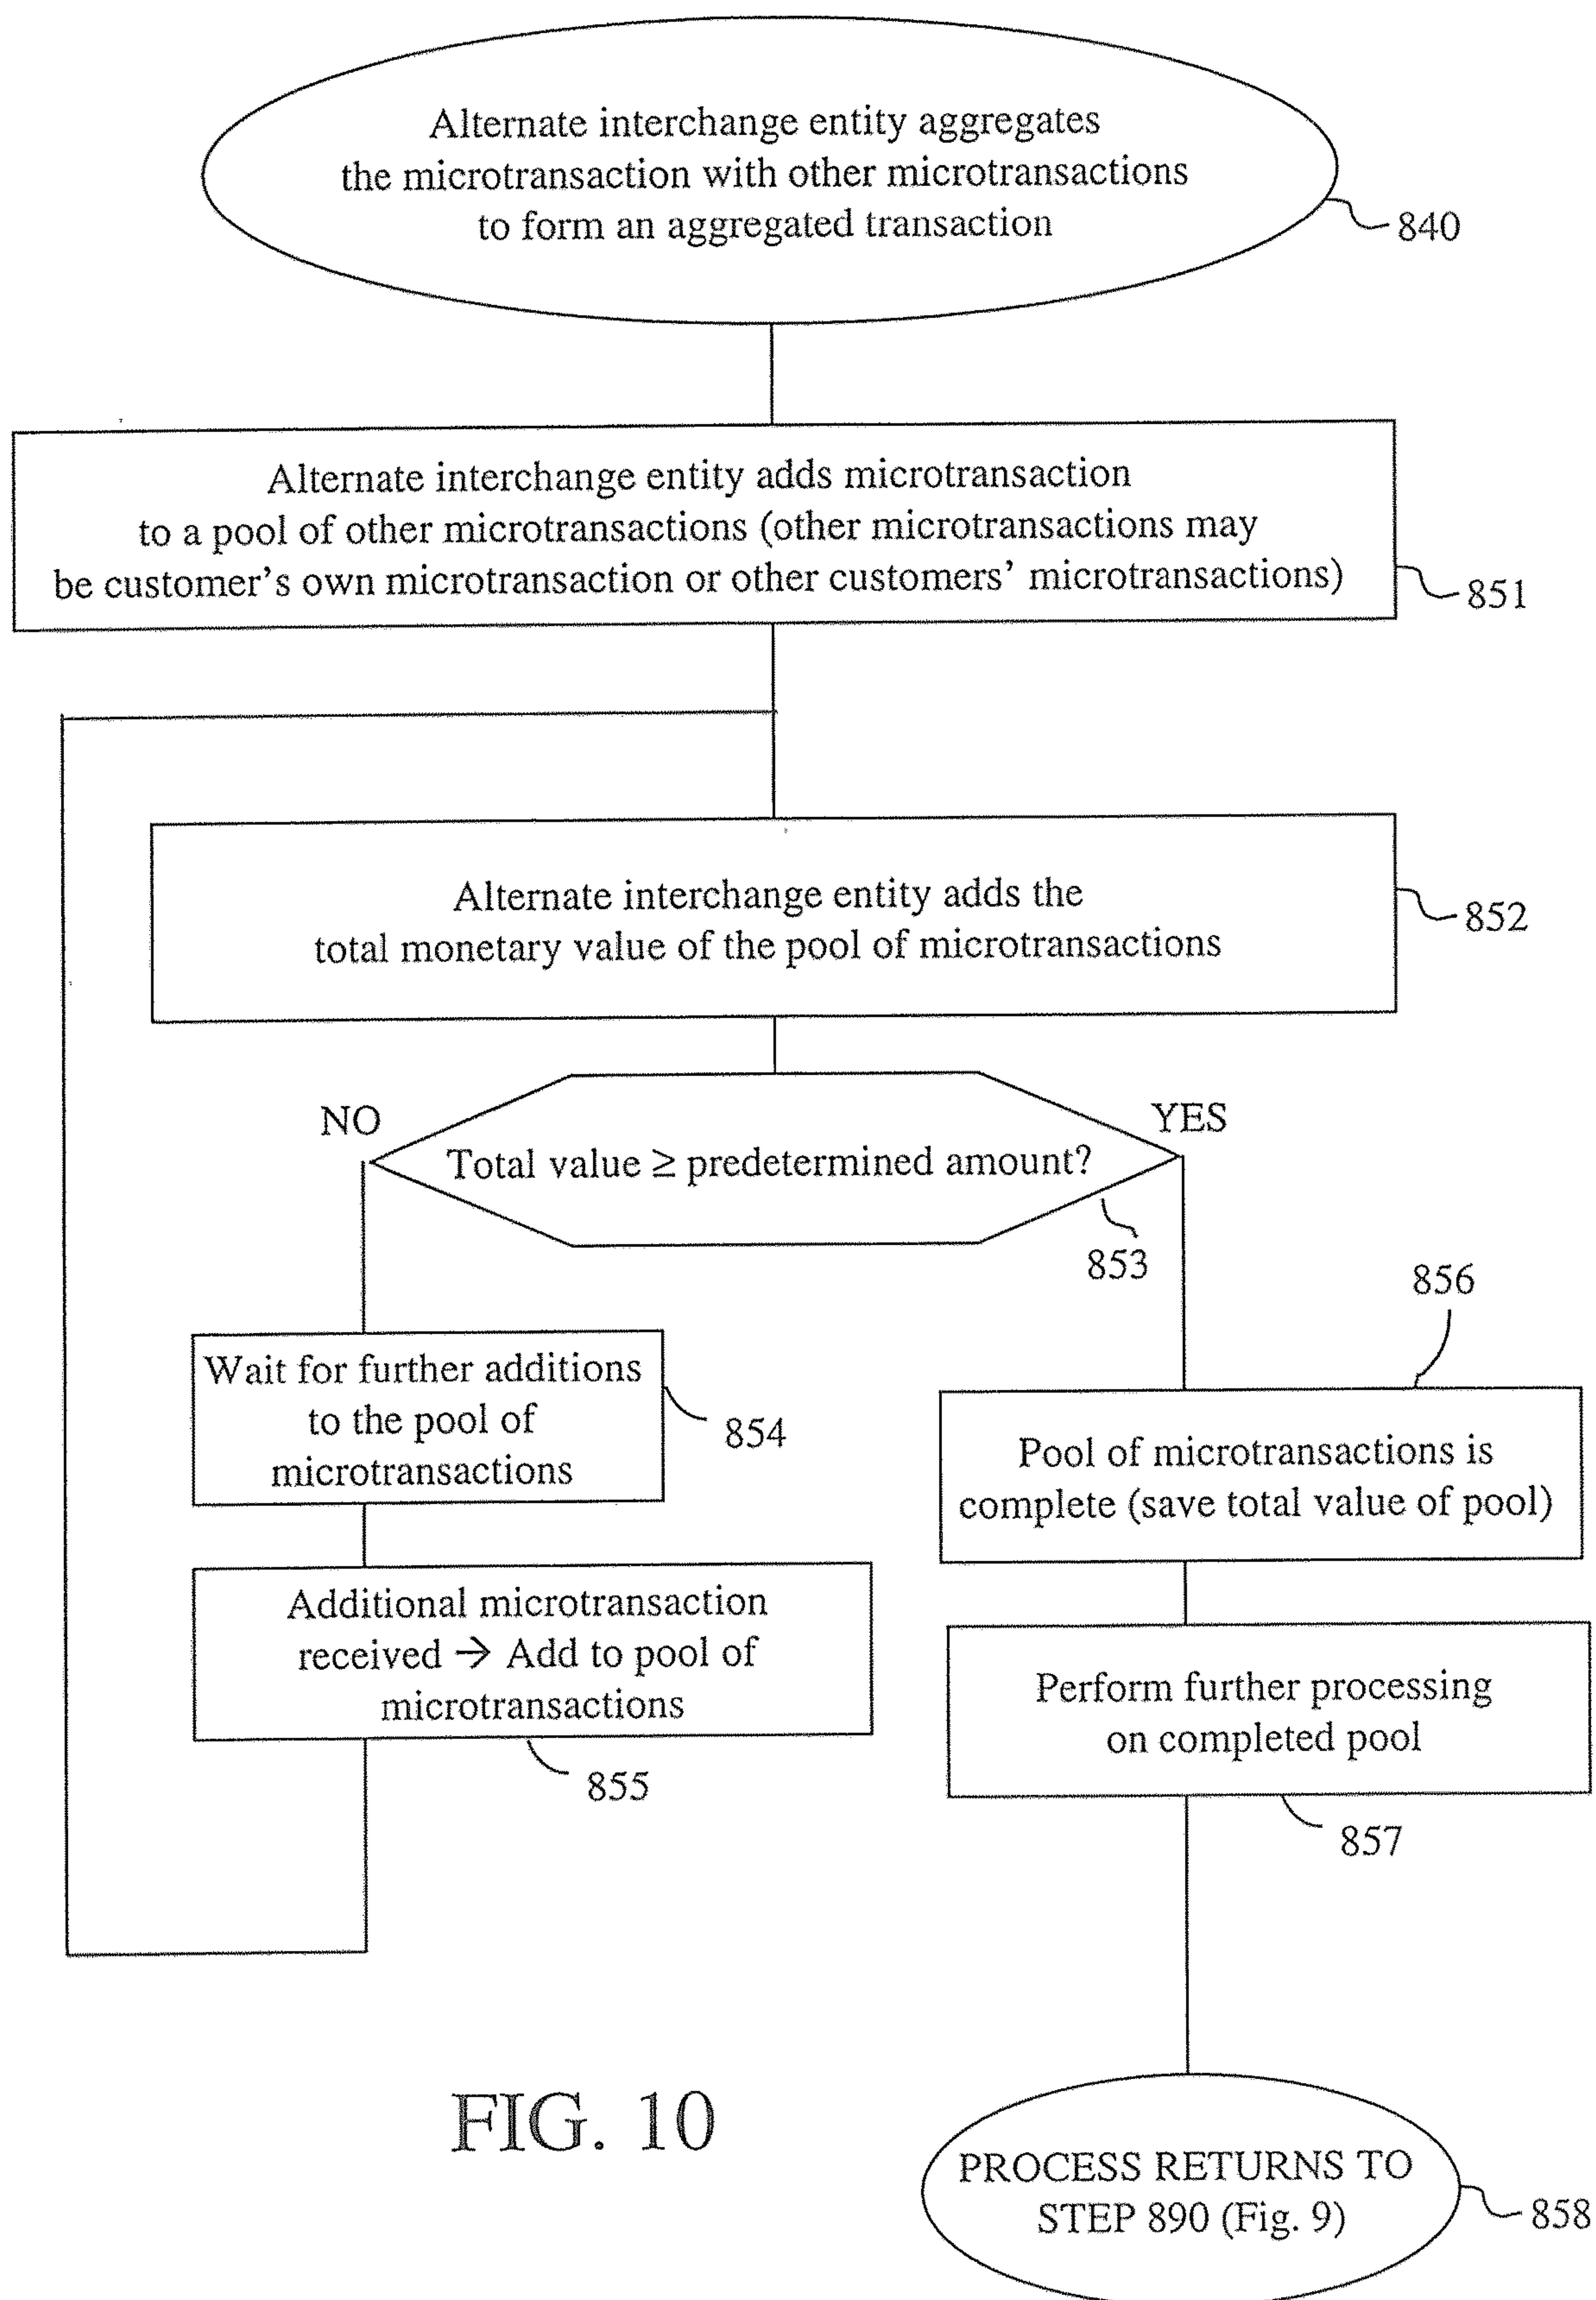 Alternate interchange entity aggregates
the microtransaction with other microtransactions
to form an aggregated transaction
840
Alternate interchange entity adds microtransaction
to a pool of other microtransactions (other microtransactions may
be customer's own microtransaction or other customers' microtransactions)
851
Alternate interchange entity adds the
total monetary value of the pool of microtransactions
852
NO
YES
Total value ≥ predetermined amount?
853
Wait for further additions
to the pool of
microtransactions
854
856
Pool of microtransactions is
complete (save total value of pool)
Additional microtransaction
received → Add to pool of
microtransactions
855
Perform further processing
on completed pool
857
FIG. 10
PROCESS RETURNS TO
STEP 890 (Fig. 9)
858